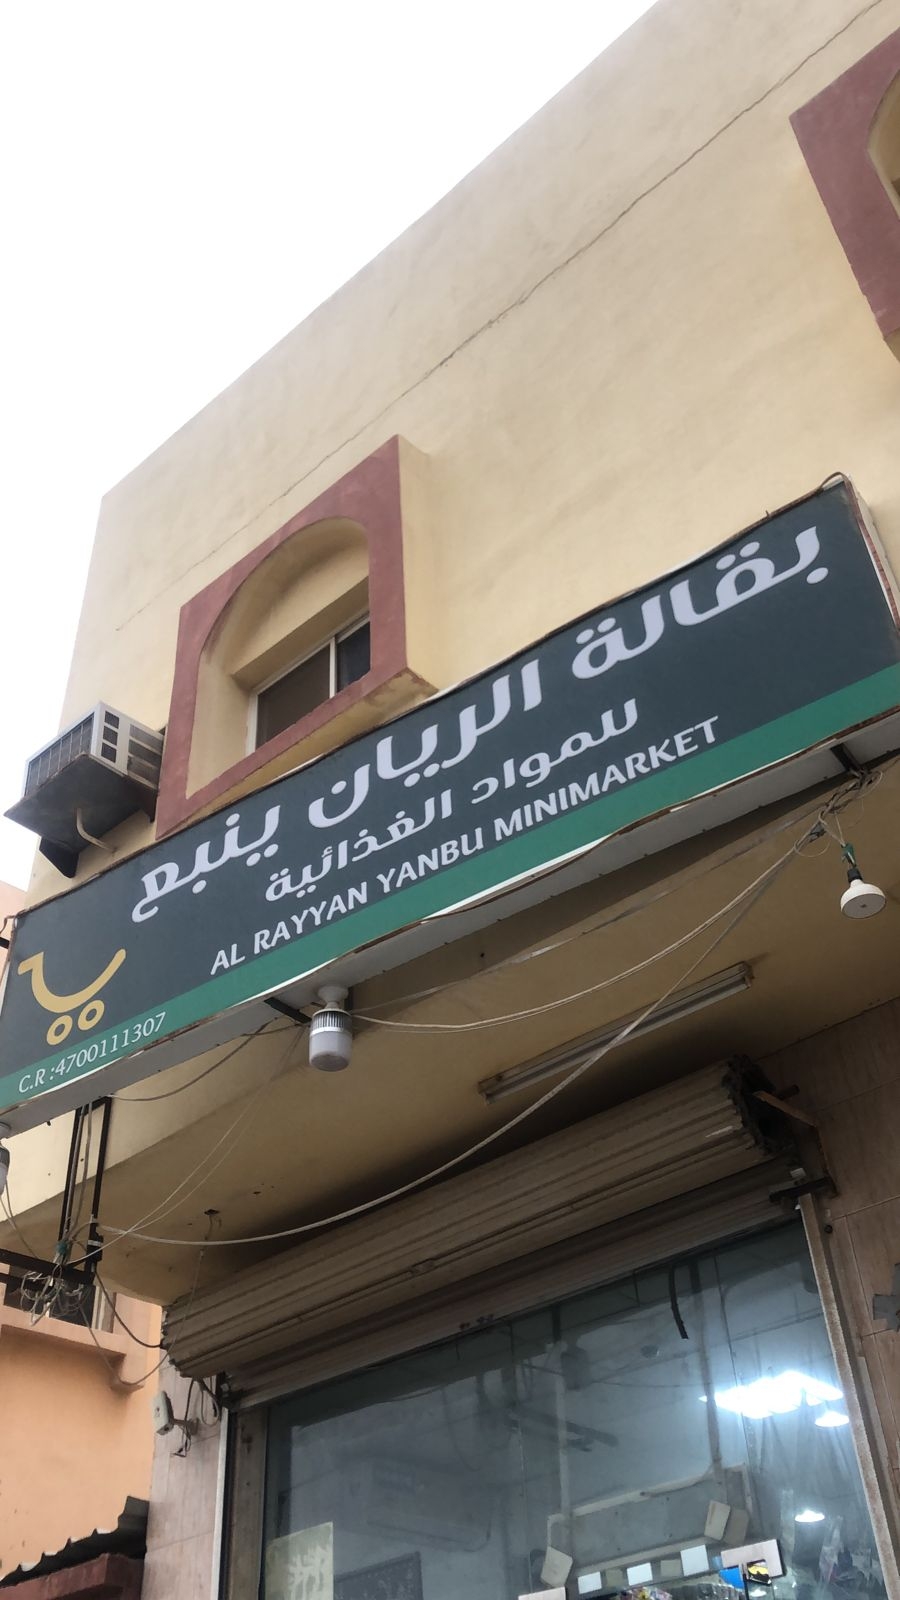 بقالة الريان ينبع
للمواد الغذائية
AL RAYYAN YANBU MINIMARKET
C.R :4700111307